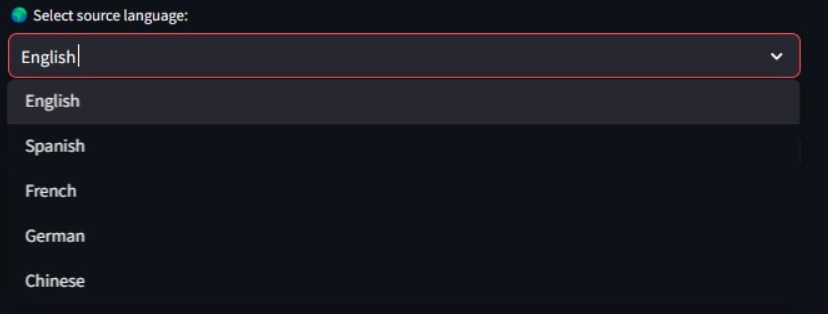 🌍 Select source language:
English
English
Spanish
French
German
Chinese